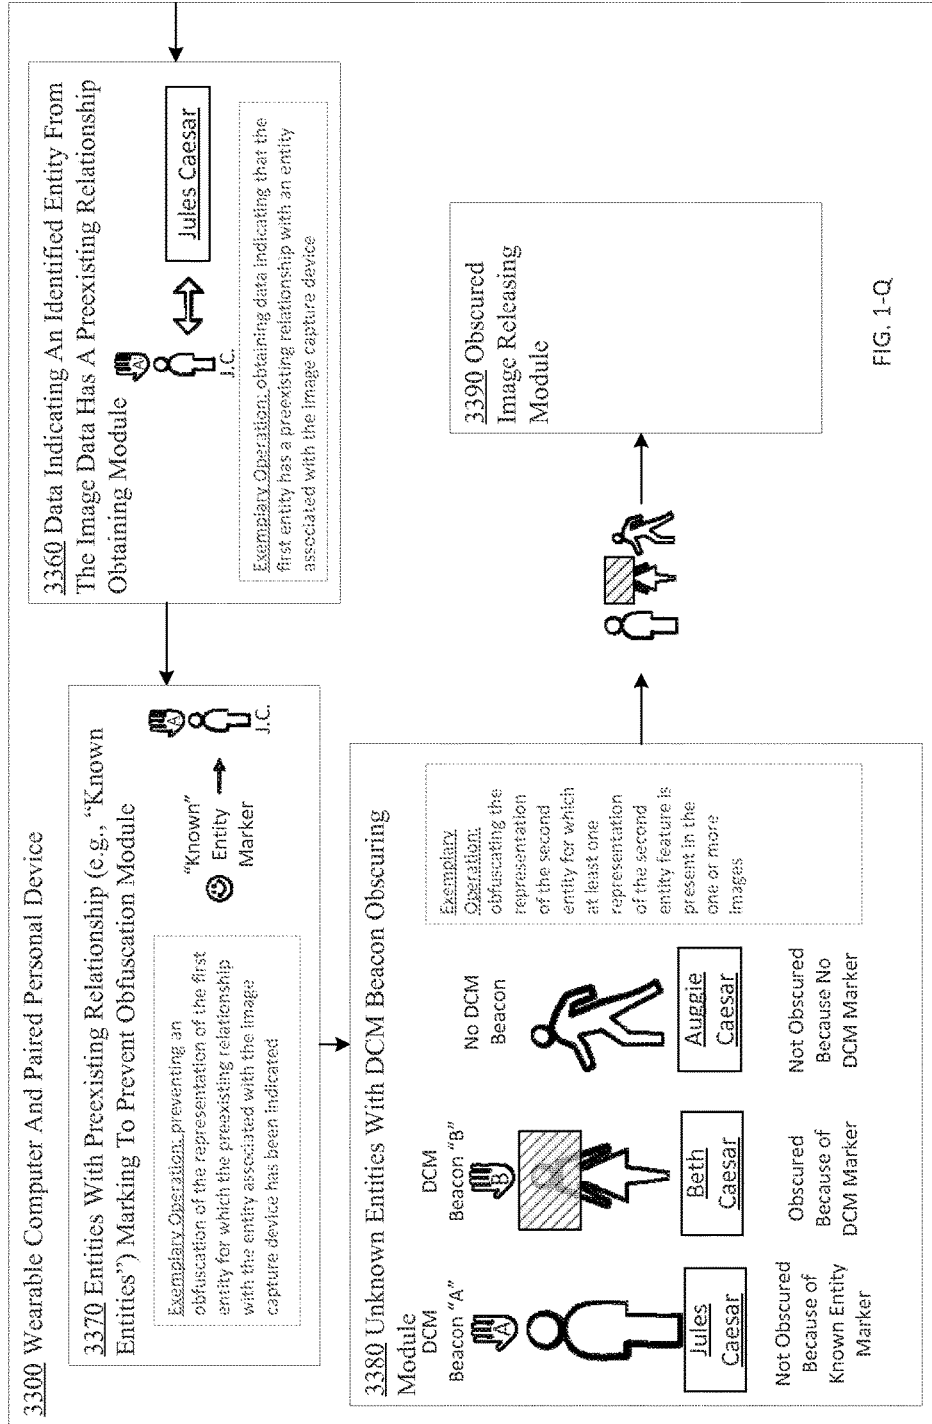 3300 Wearable Computer And Paired Personal Device
3360 Data Indicating An Identified Entity From
The Image Data Has A Preexisting Relationship
Obtaining Module
A
J.C.
Jules Caesar
Exemplary Operation: obtaining data indicating that the
first entity has a preexisting relationship with an entity
associated with the image capture device
3370 Entities With Preexisting Relationship (e.g., “Known
Entities”) Marking To Prevent Obfuscation Module
Exemplary Operation: preventing an
obfuscation of the representation of the first
entity for which the preexisting relationship
with the entity associated with the image
capture device has been indicated
“Known”
Entity
Marker
A
J.C.
3380 Unknown Entities With DCM Beacon Obscuring
Module
DCM
Beacon “A”
A
Jules
Caesar
Not Obscured
Because of
Known Entity
Marker
DCM
Beacon “B”
B
Beth
Caesar
Obscured
Because of
DCM Marker
No DCM
Beacon
Auggie
Caesar
Not Obscured
Because No
DCM Marker
Exemplary
Operation:
obfuscating the
representation
of the second
entity for which
at least one
representation
of the second
entity feature is
present in the
one or more
images
3390 Obscured
Image Releasing
Module
FIG. 1-Q